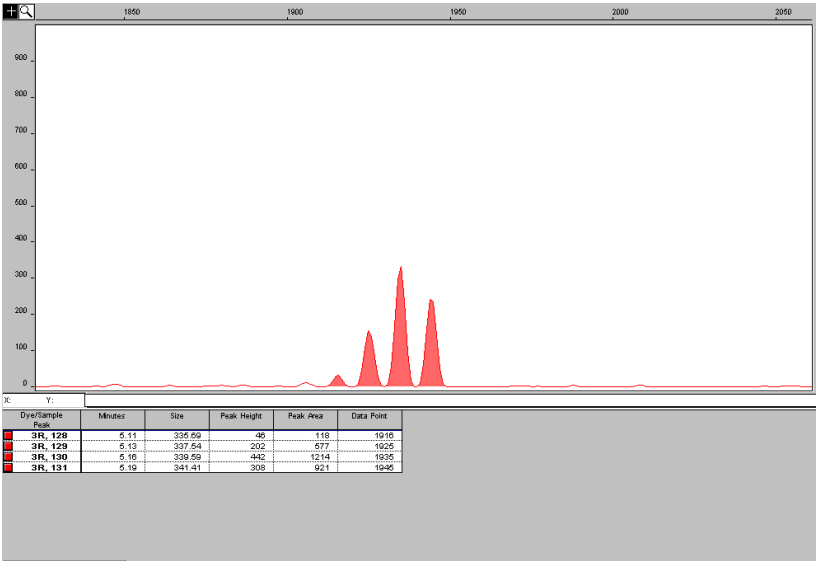 1850 1900 1950 2000 2050
900
800
700
600
500
400
300
200
100
0
X: Y:
Dye/Sample Peak Minutes Size Peak Height Peak Area Data Point
3R, 128 5.11 335.69 46 118 1916
3R, 129 5.13 337.54 202 577 1925
3R, 130 5.16 339.59 442 1214 1935
3R, 131 5.19 341.41 308 921 1945